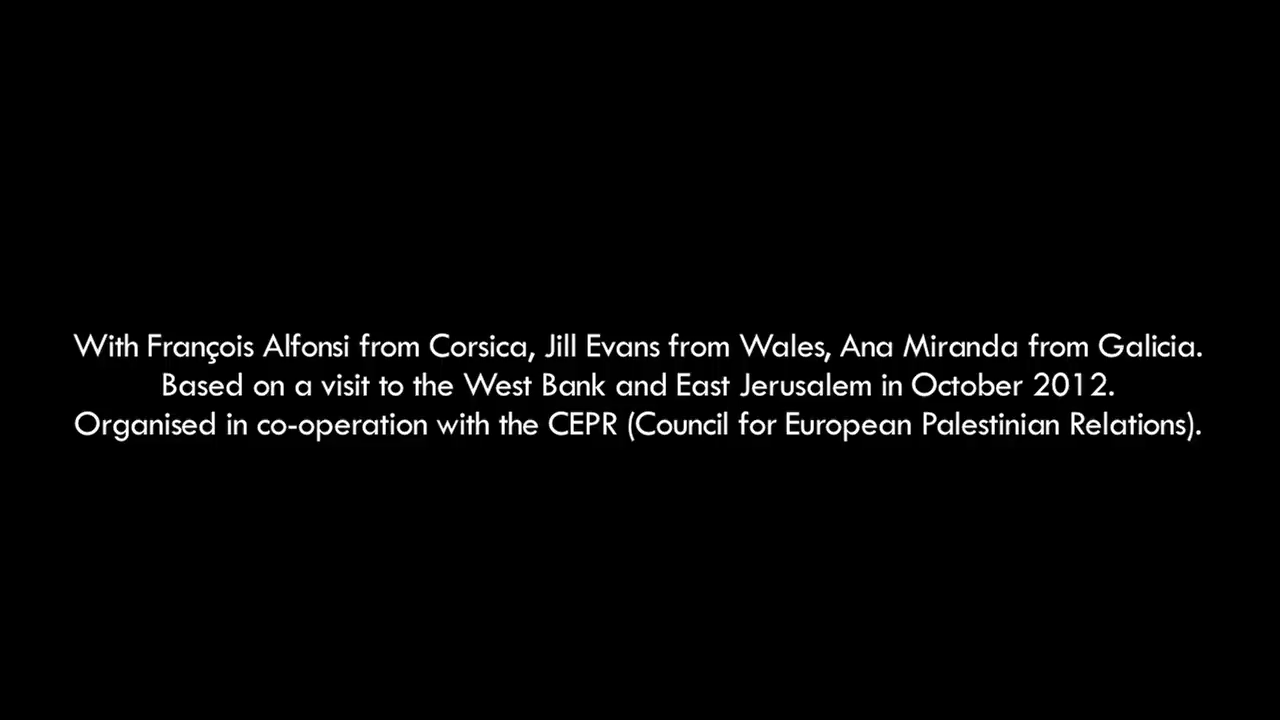 With François Alfonsi from Corsica, Jill Evans from Wales, Ana Miranda from Galicia.
Based on a visit to the West Bank and East Jerusalem in October 2012.
Organised in co-operation with the CEPR (Council for European Palestinian Relations).